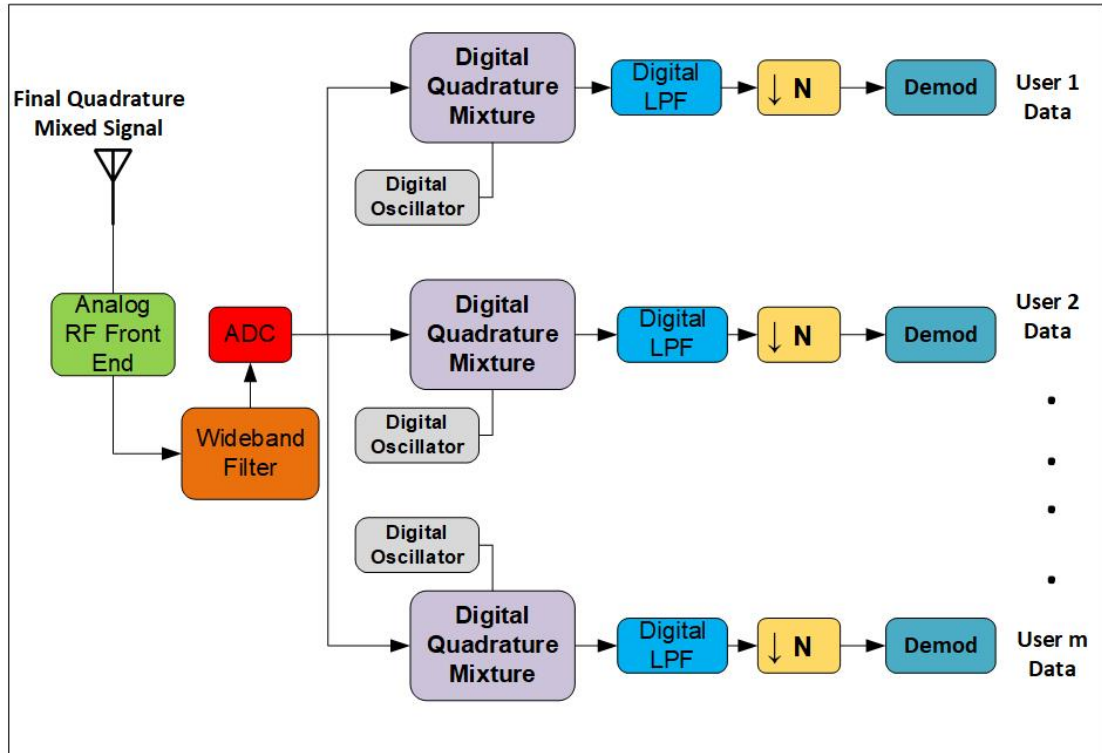 Final Quadrature
Mixed Signal
Analog
RF Front
End
Wideband
Filter
ADC
Digital
Quadrature
Mixture
Digital
Oscillator
Digital
LPF
↓ N
Demod
User 1
Data
Digital
Quadrature
Mixture
Digital
Oscillator
Digital
LPF
↓ N
Demod
User 2
Data
Digital
Oscillator
Digital
Quadrature
Mixture
Digital
LPF
↓ N
Demod
User m
Data